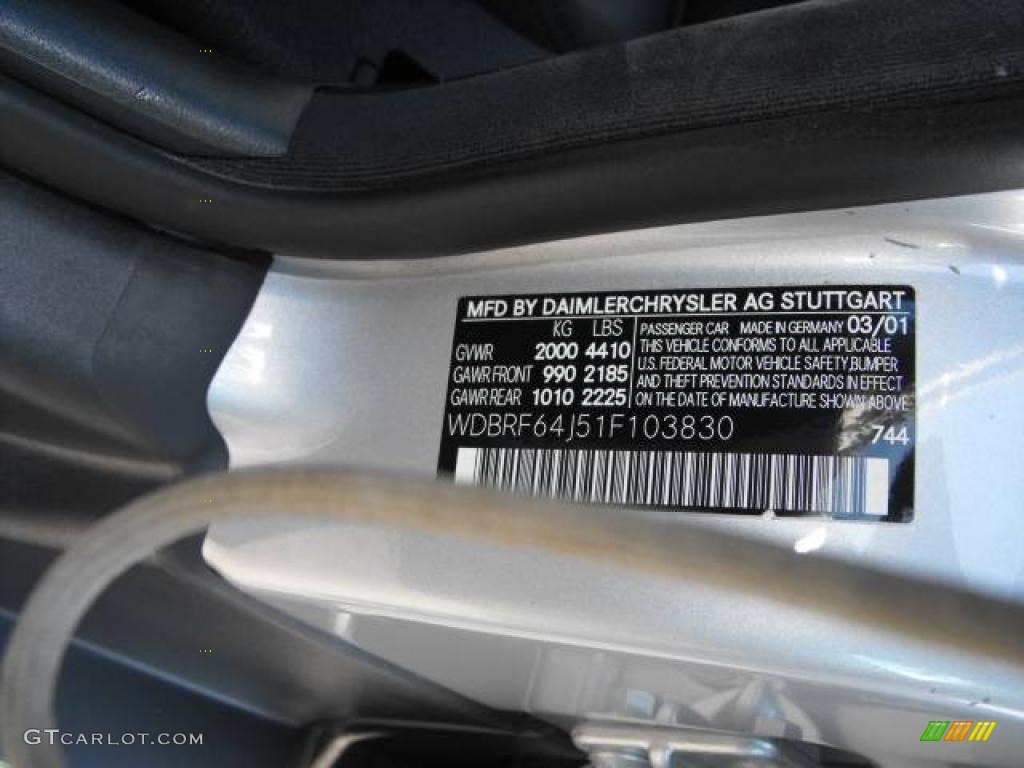 MFD BY DAIMLERCHRYSLER AG STUTTGART
KG LBS
GVWR 2000 4410
GAWR FRONT 990 2185
GAWR REAR 1010 2225
PASSENGER CAR MADE IN GERMANY 03/01
THIS VEHICLE CONFORMS TO ALL APPLICABLE
U.S. FEDERAL MOTOR VEHICLE SAFETY, BUMPER
AND THEFT PREVENTION STANDARDS IN EFFECT
ON THE DATE OF MANUFACTURE SHOWN ABOVE
WDBRF64J51F103830
744
GTCARLOT.COM